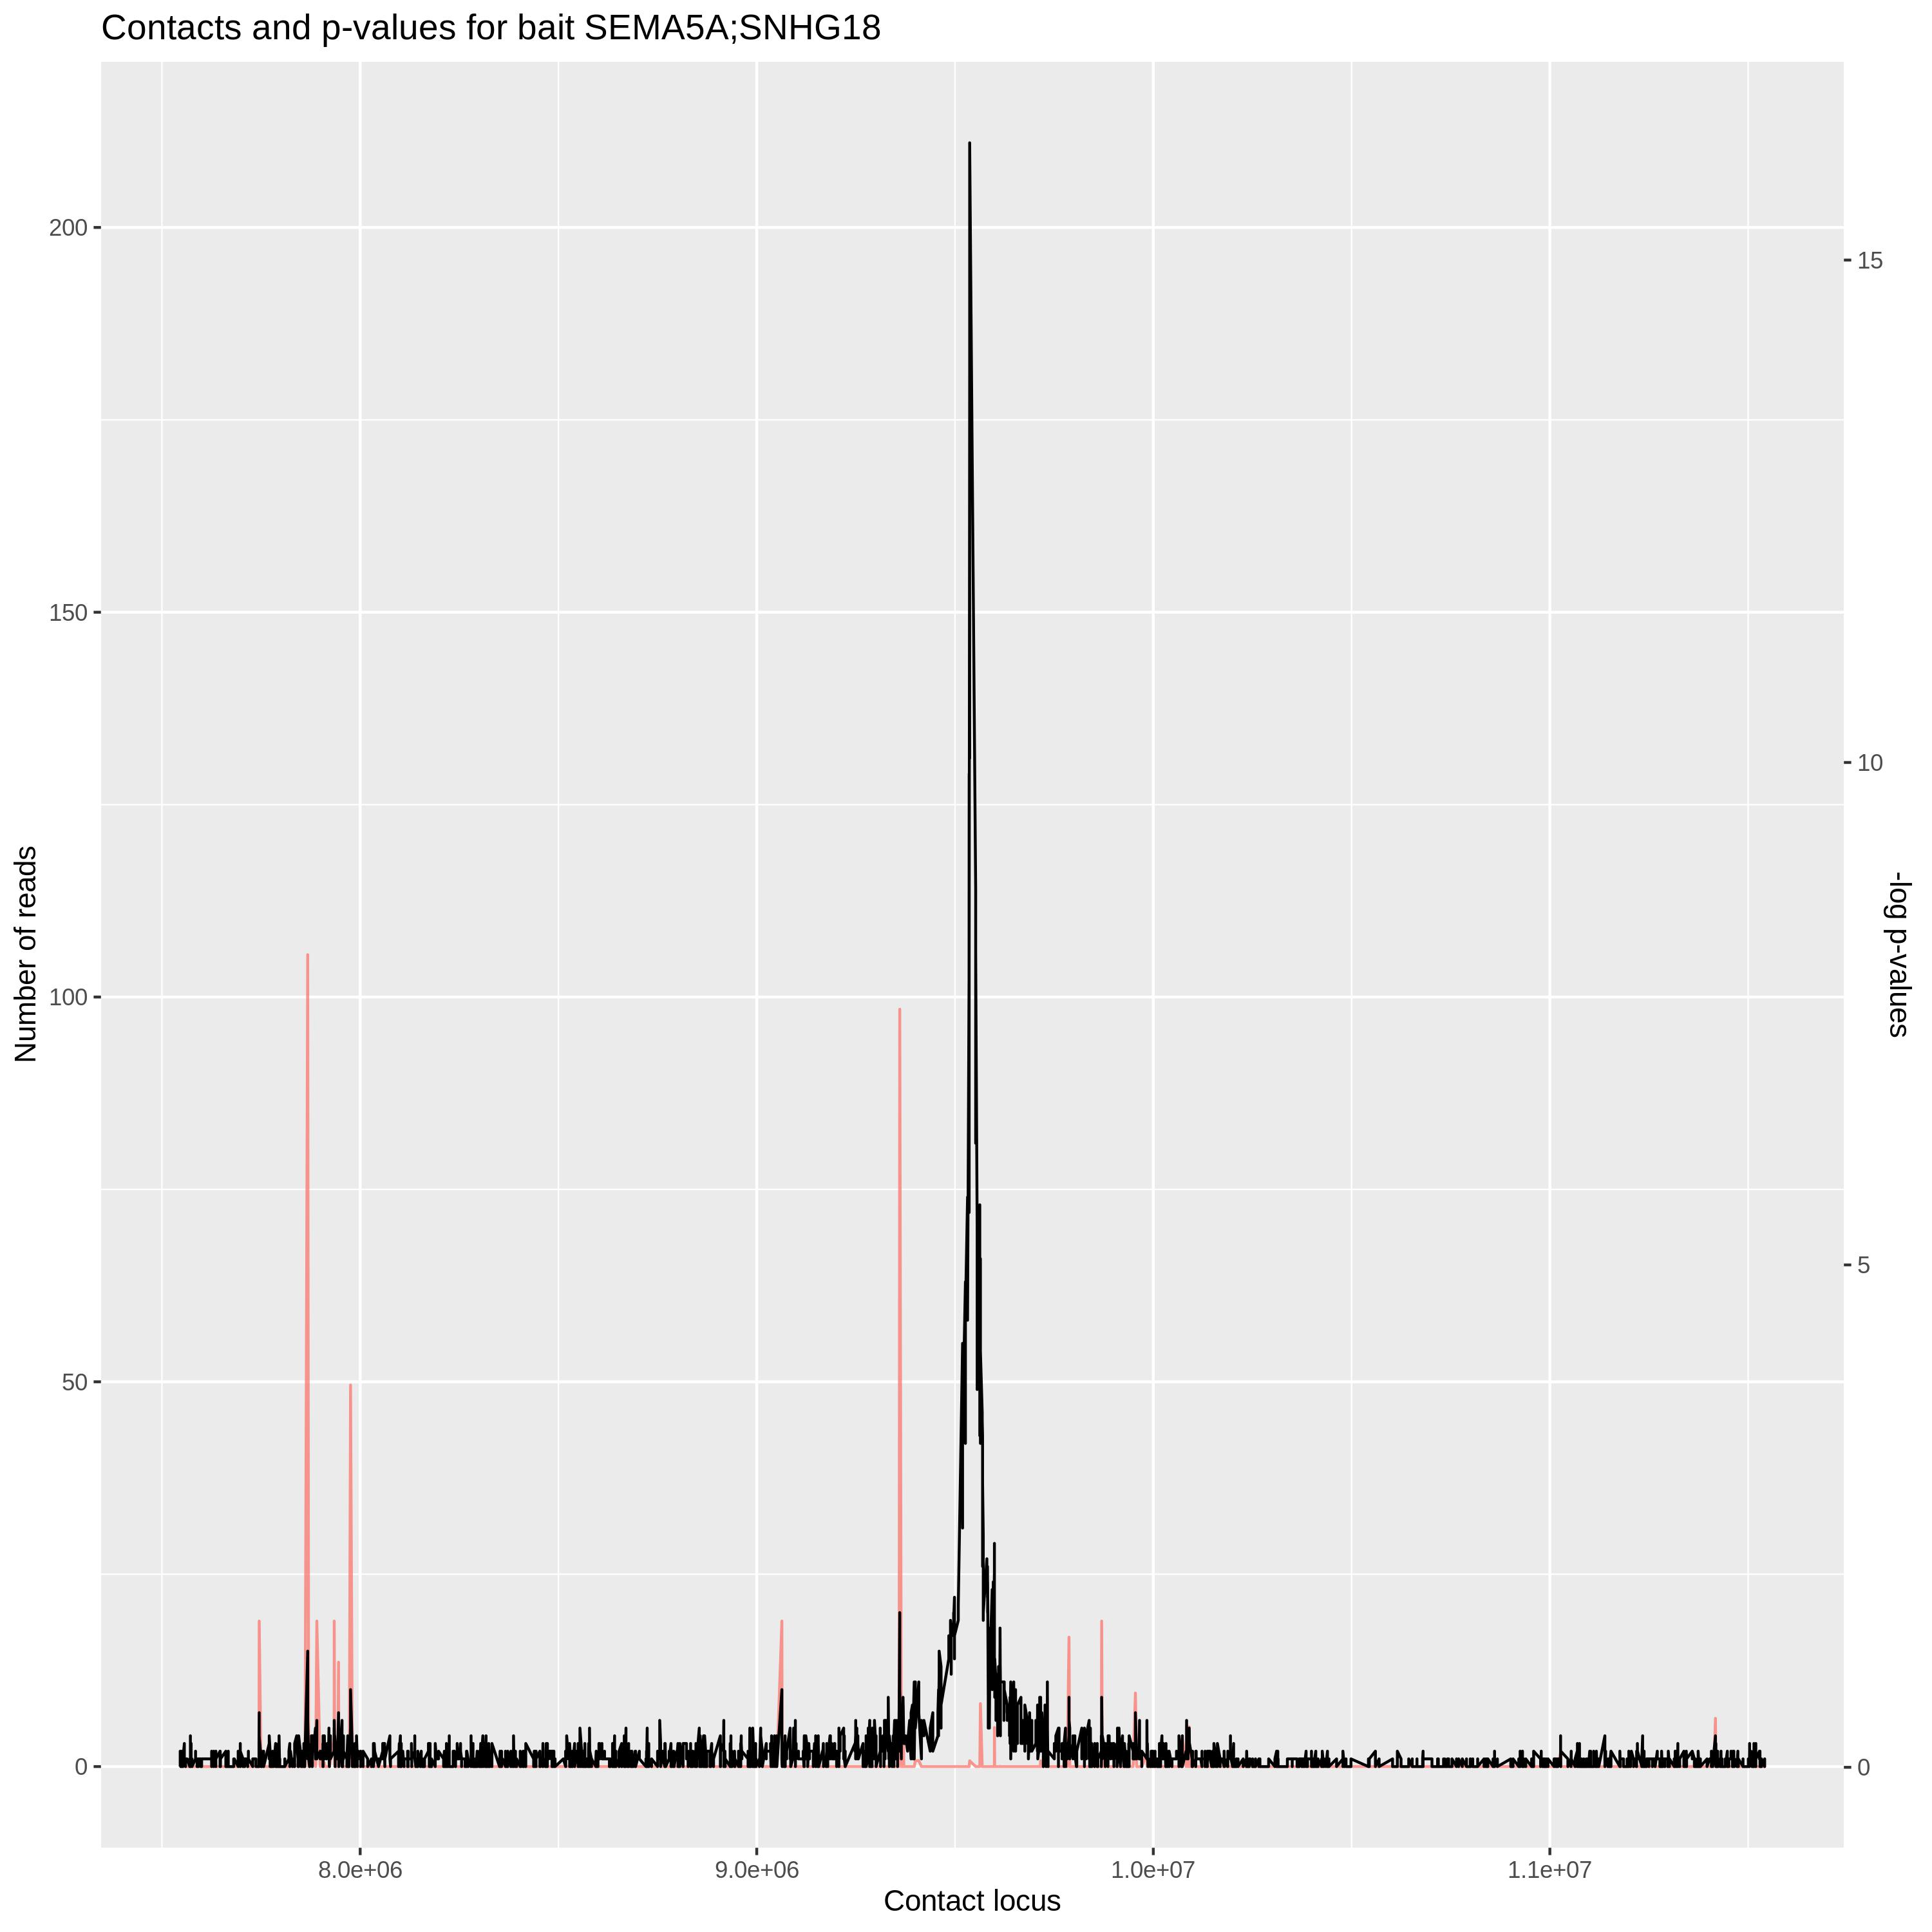 Contacts and p-values for bait SEMA5A;SNHG18
200
150
100
50
0
Number of reads
15
10
5
0
-log p-values
8.0e+06
9.0e+06
1.0e+07
1.1e+07
Contact locus